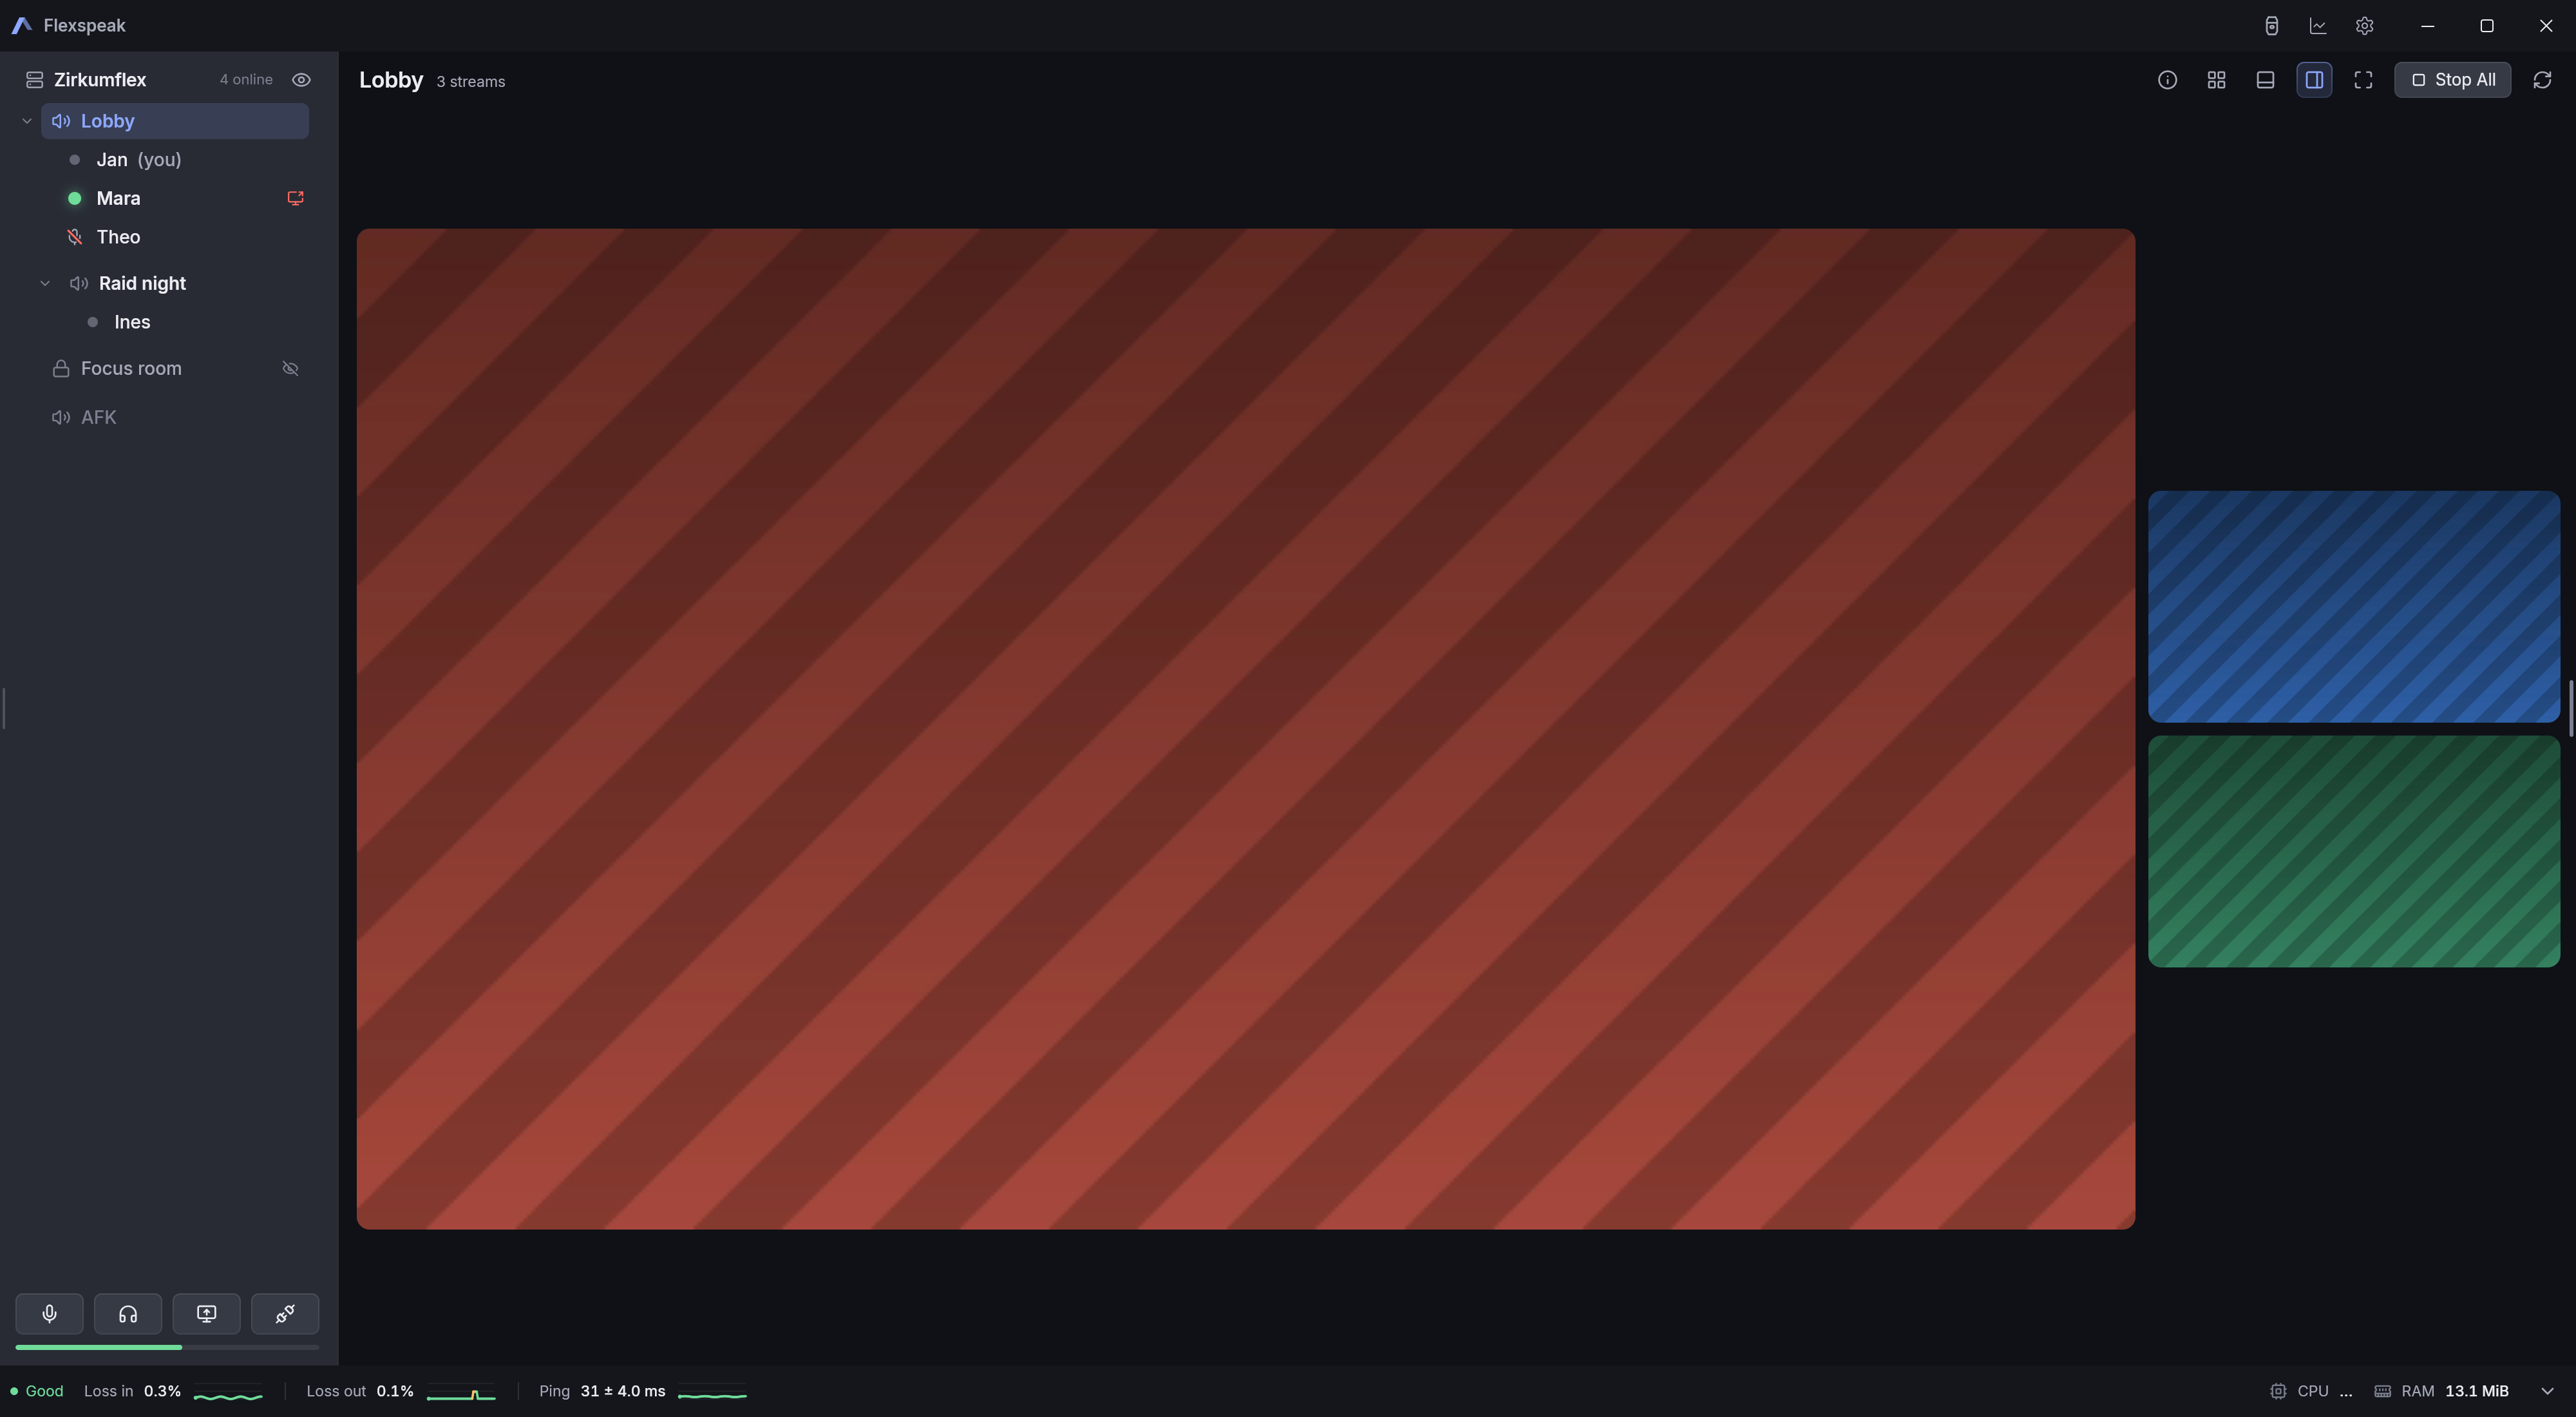 Flexspeak
Zirkumflex 4 online
Lobby
Jan (you)
Mara
Theo
Raid night
Ines
Focus room
AFK
Lobby 3 streams
Stop All
Good Loss in 0.3% Loss out 0.1% Ping 31 ± 4.0 ms CPU ... RAM 13.1 MiB